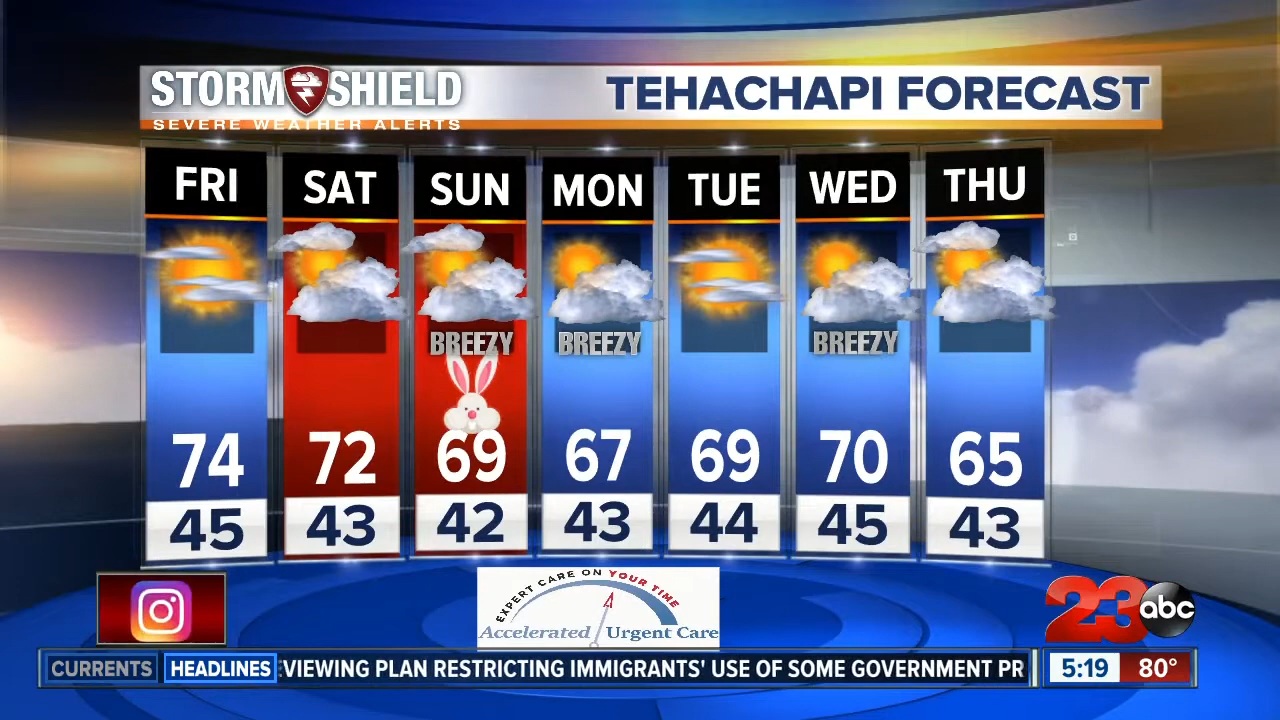 STORM SHIELD
SEVERE WEATHER ALERTS
TEHACHAPI FORECAST
FRI SAT SUN MON TUE WED THU
BREEZY BREEZY BREEZY
74 72 69 67 69 70 65
45 43 42 43 44 45 43
EXPERT CARE ON YOUR TIME
Accelerated Urgent Care
23 abc
CURRENTS HEADLINES VIEWING PLAN RESTRICTING IMMIGRANTS' USE OF SOME GOVERNMENT PR 5:19 80°